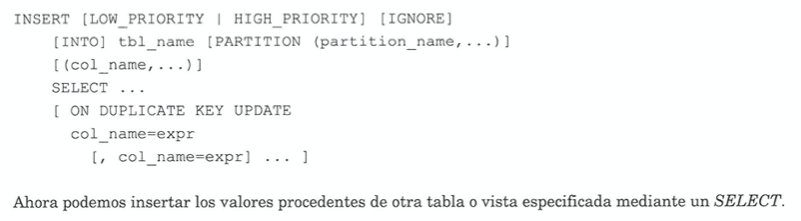 INSERT [LOW_PRIORITY | HIGH_PRIORITY] [IGNORE]
[INTO] tbl_name [PARTITION (partition_name,...)]
[(col_name,...)]
SELECT ...
[ ON DUPLICATE KEY UPDATE
col_name=expr
[, col_name=expr] ... ]
Ahora podemos insertar los valores procedentes de otra tabla o vista especificada mediante un SELECT.